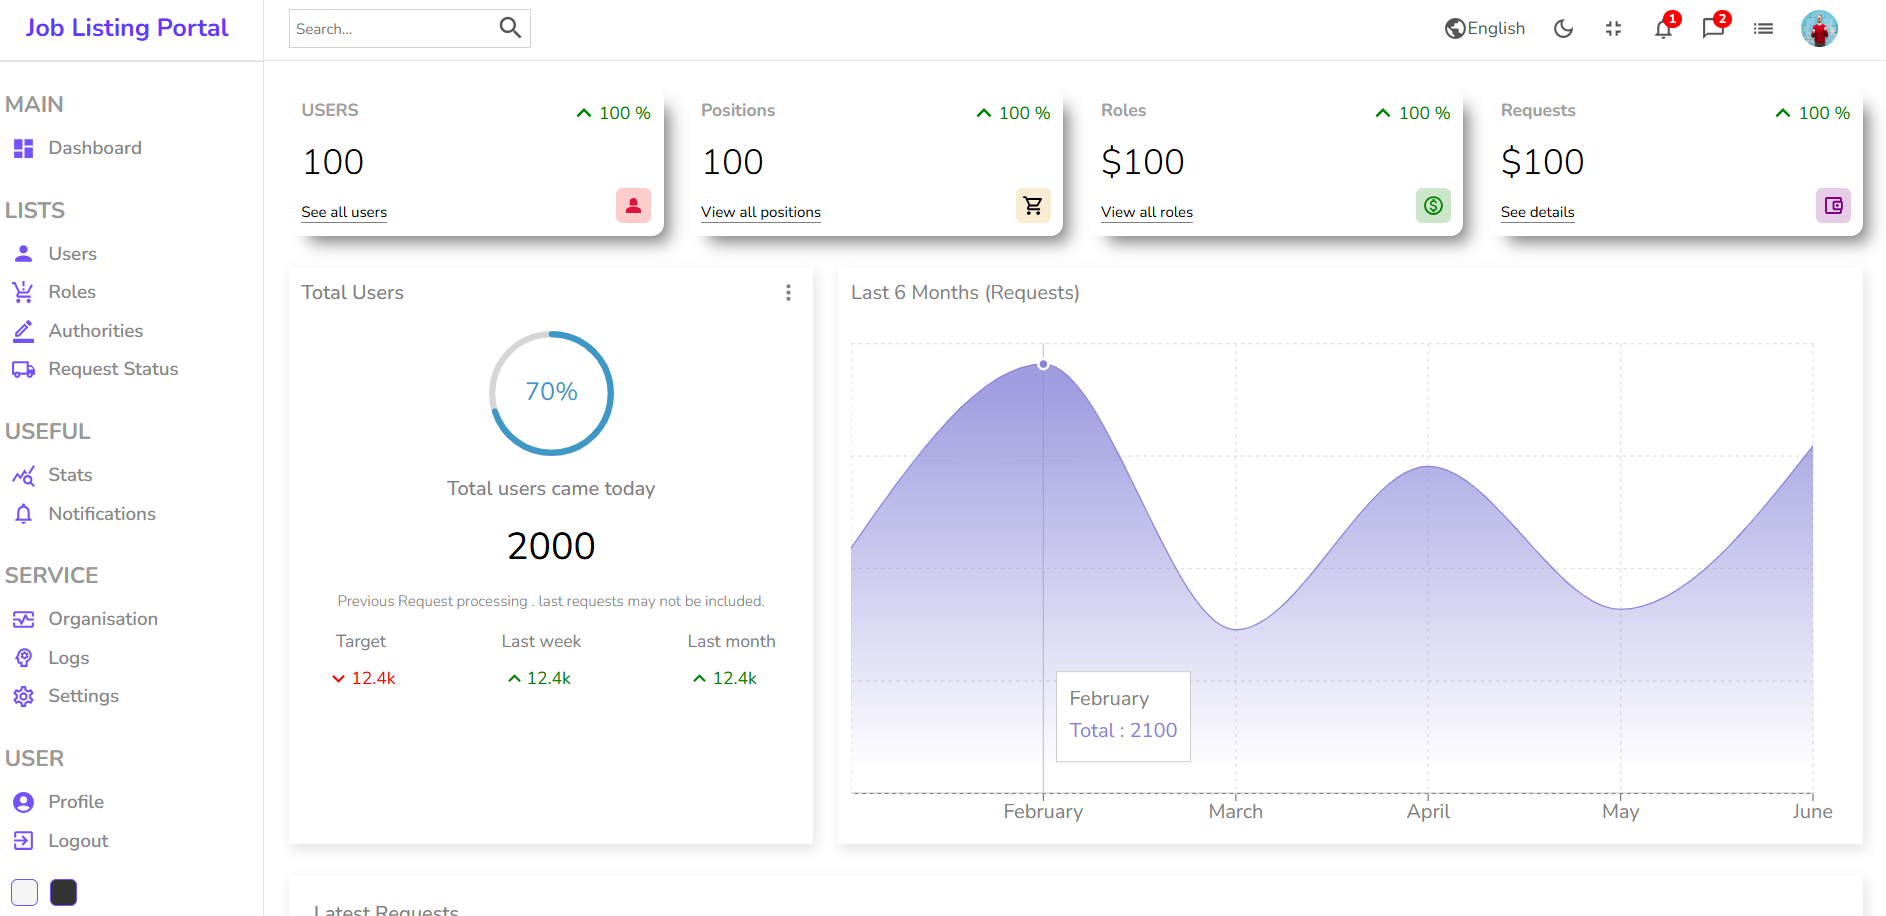 Job Listing Portal
Search...
English
1
2
MAIN
Dashboard
LISTS
Users
Roles
Authorities
Request Status
USEFUL
Stats
Notifications
SERVICE
Organisation
Logs
Settings
USER
Profile
Logout
USERS
100 %
100
See all users
Positions
100 %
100
View all positions
Roles
100 %
$100
View all roles
Requests
100 %
$100
See details
Total Users
70%
Total users came today
2000
Previous Request processing . last requests may not be included.
Target
12.4k
Last week
12.4k
Last month
12.4k
Last 6 Months (Requests)
February
Total : 2100
February March April May June
Latest Requests